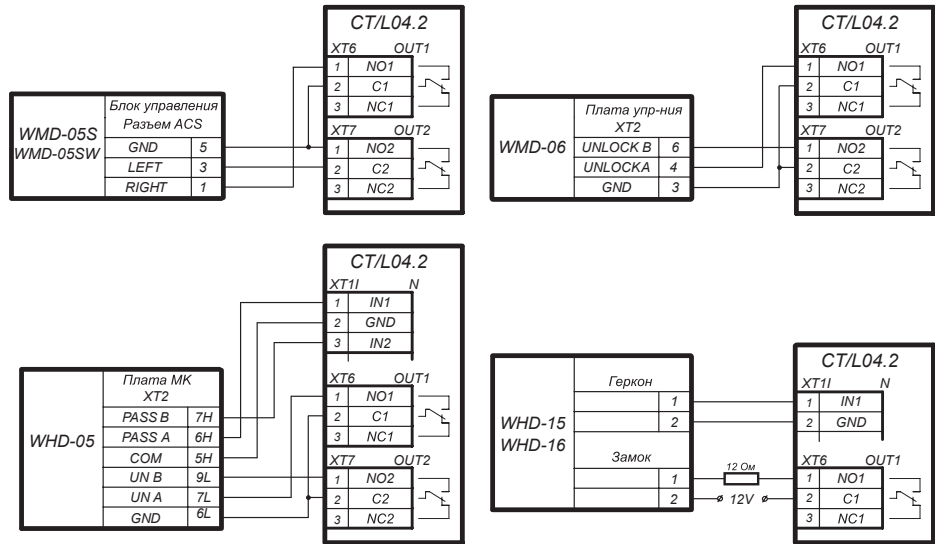 CT/L04.2
XT6 OUT1
1 NO1
2 C1
3 NC1
XT7 OUT2
1 NO2
2 C2
3 NC2
WMD-05S
WMD-05SW
Блок управления
Разъем ACS
GND 5
LEFT 3
RIGHT 1
CT/L04.2
XT6 OUT1
1 NO1
2 C1
3 NC1
XT7 OUT2
1 NO2
2 C2
3 NC2
WMD-06
Плата упр-ния
XT2
UNLOCK B 6
UNLOCKA 4
GND 3
CT/L04.2
XT1I N
1 IN1
2 GND
3 IN2
XT6 OUT1
1 NO1
2 C1
3 NC1
XT7 OUT2
1 NO2
2 C2
3 NC2
WHD-05
Плата МК
XT2
PASS B 7H
PASS A 6H
COM 5H
UN B 9L
UN A 7L
GND 6L
WHD-15
WHD-16
Геркон
1
2
Замок
1
2
12 Ом
12V
CT/L04.2
XT1I N
1 IN1
2 GND
XT6 OUT1
1 NO1
2 C1
3 NC1